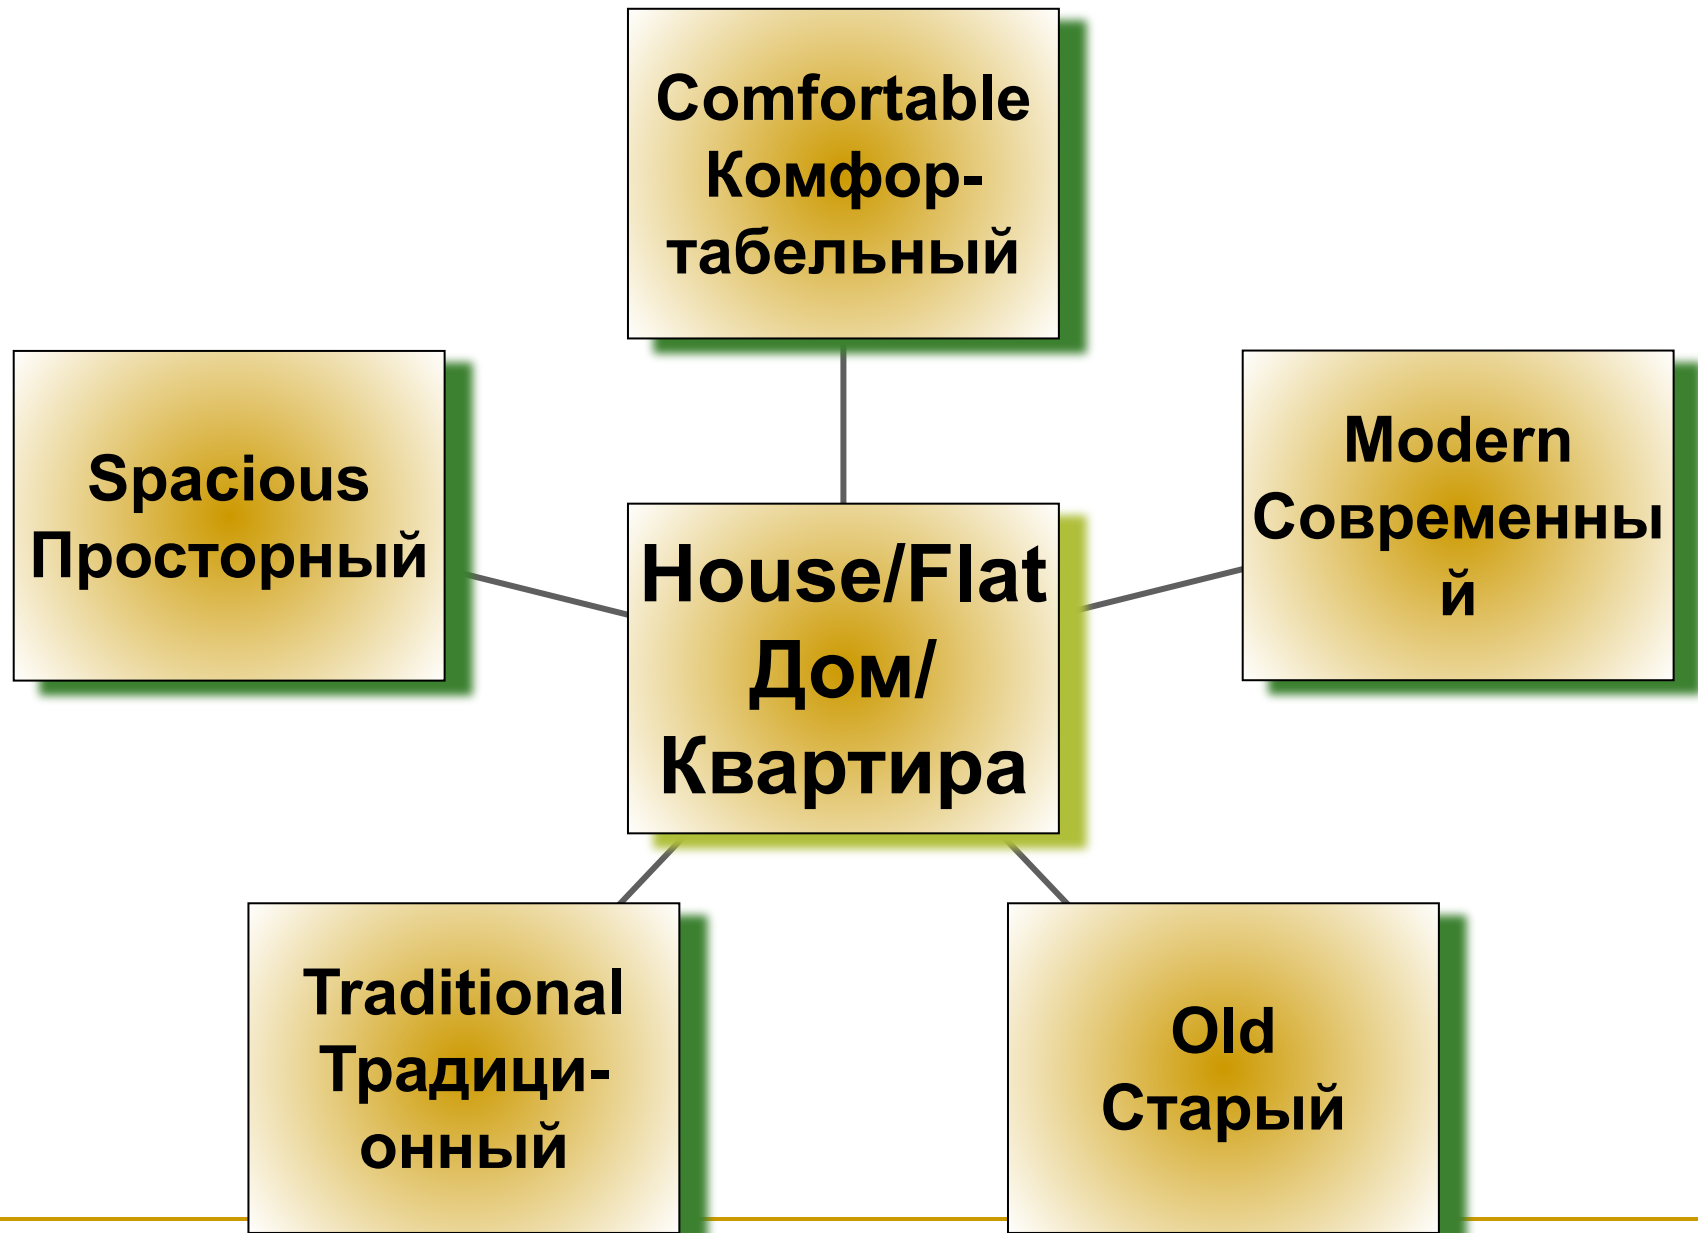 Comfortable
Комфор-
табельный
Spacious
Просторный
Modern
Современны
й
House/Flat
Дом/
Квартира
Traditional
Традици-
онный
Old
Старый